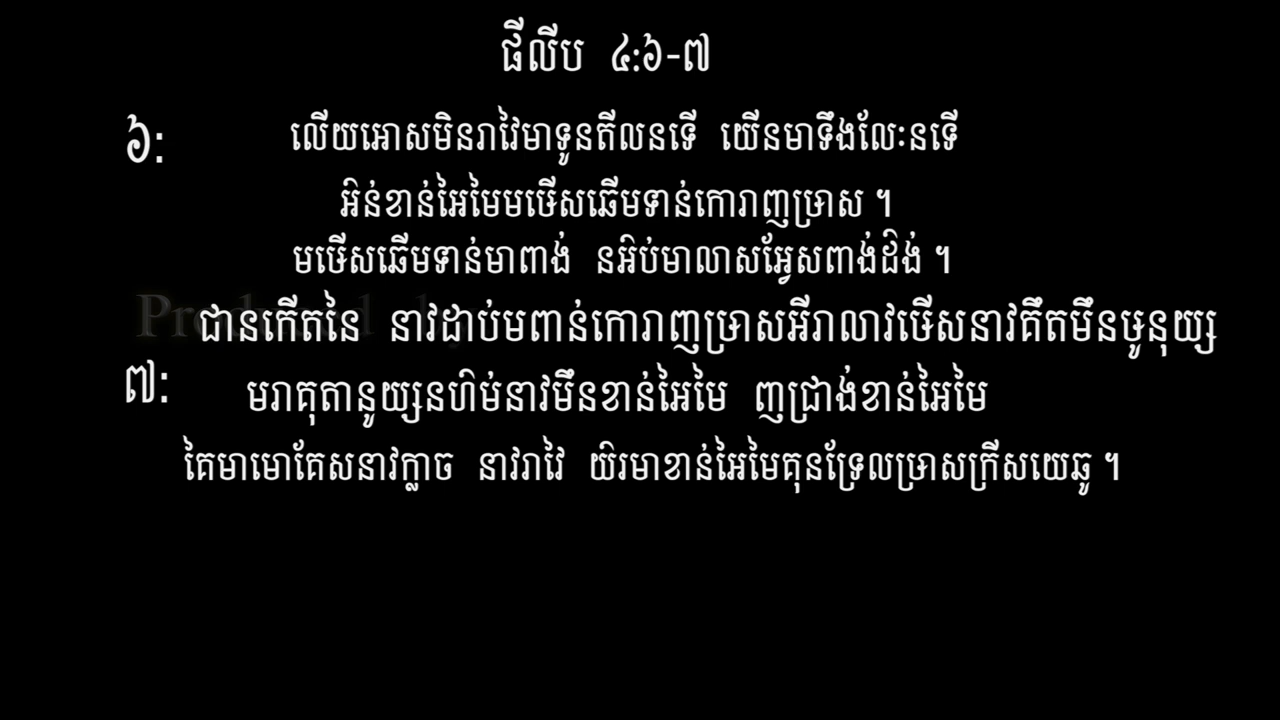 ផីលីប ៤:៦-៧
៦: លើយអោសមិនរាវៃមាទូនតីលនទើ យើនមាទឹងលែៈនទើ
អ៊ន់ខាន់អៃមៃមឞើសឆើមទាន់កោរាញឞ្រាស ។
មឞើសឆើមទាន់មាពាង់ នអ៊ប់មាលាសអ្វែសពាង់ដ៊ង់ ។
ជានកើតនៃ នាវដាប់មពាន់កោរាញឞ្រាសអីរាលាវឞើសនាវគឹតមឹនឞូនុយ្ស
៧: មរាគុតានូយ្សនហ៊ម់នាវមឹនខាន់អៃមៃ ញជ្រាង់ខាន់អៃមៃ
គៃមាមោគែសនាវក្លាច នាវរាវៃ យ៊រមាខាន់អៃមៃគុនទ្រែលឞ្រាសក្រឹសយេឆូ ។